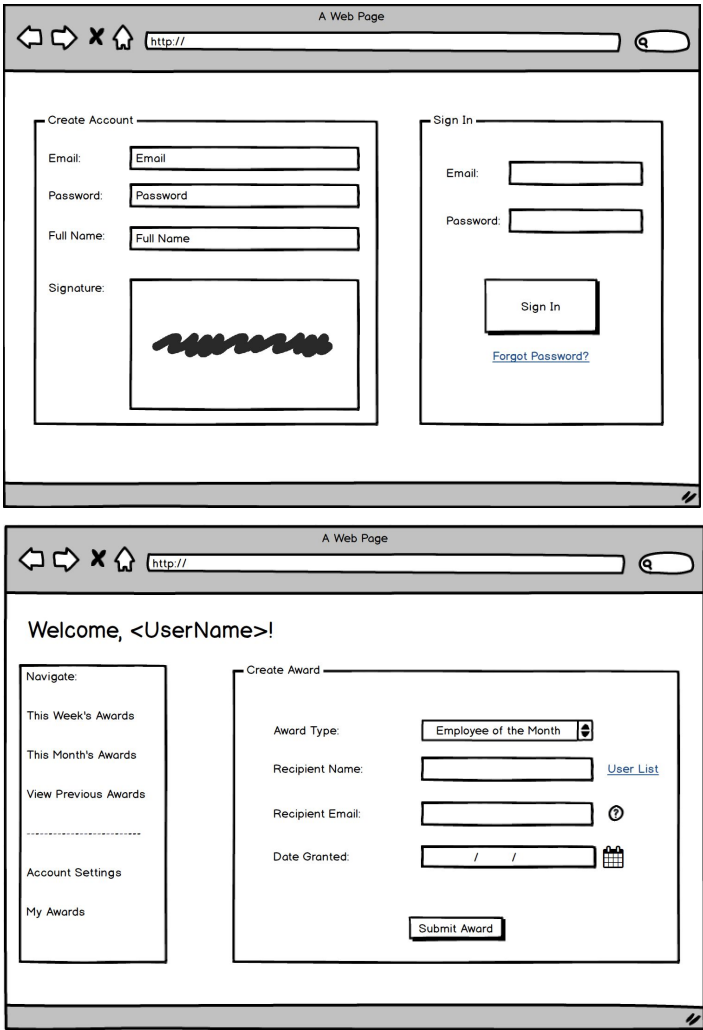 A Web Page
http://
Create Account
Email: Email
Password: Password
Full Name: Full Name
Signature:
Sign In
Email:
Password:
Sign In
Forgot Password?
A Web Page
http://
Welcome, <UserName>!
Navigate:
This Week's Awards
This Month's Awards
View Previous Awards
--------------------------
Account Settings
My Awards
Create Award
Award Type: Employee of the Month
Recipient Name: User List
Recipient Email: ?
Date Granted: / /
Submit Award